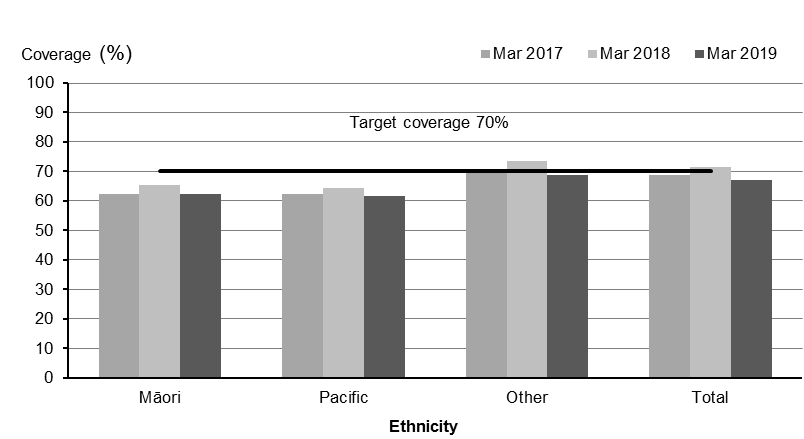 Coverage (%)
Mar 2017 Mar 2018 Mar 2019
Target coverage 70%
100
90
80
70
60
50
40
30
20
10
0
Māori Pacific Other Total
Ethnicity